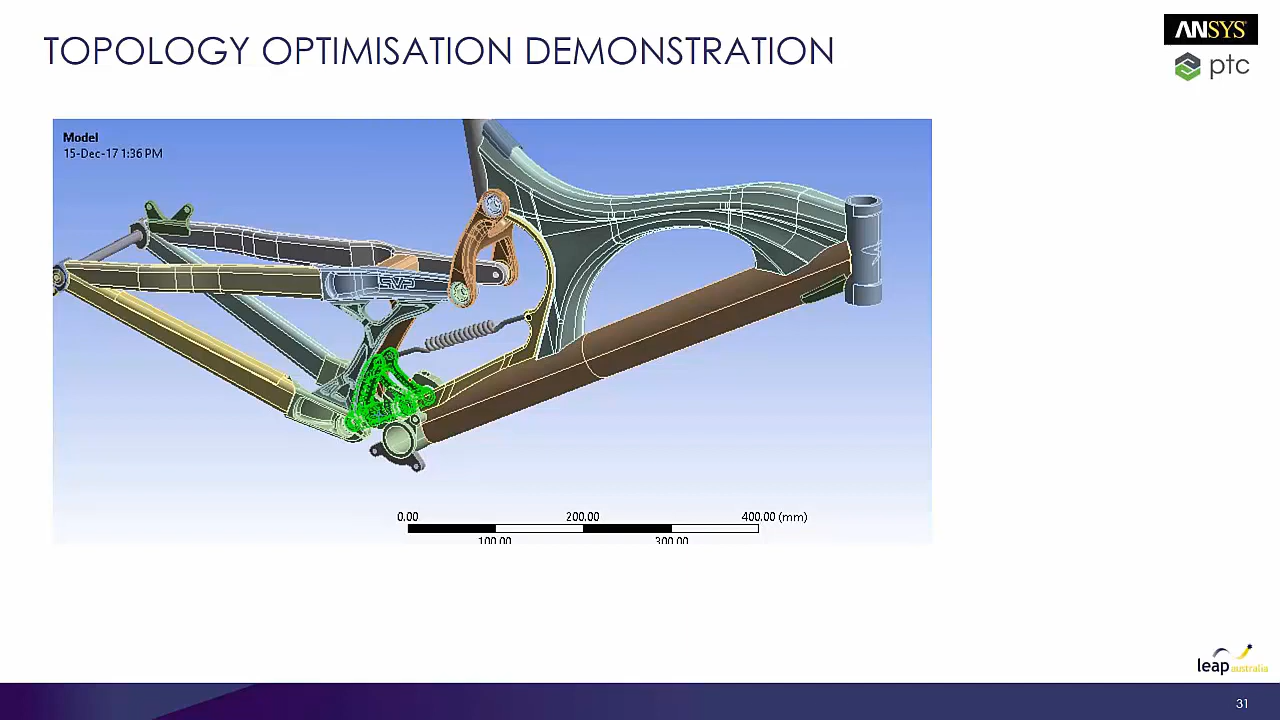 TOPOLOGY OPTIMISATION DEMONSTRATION
ANSYS
ptc
Model
15-Dec-17 1:36 PM
0.00 200.00 400.00 (mm)
100.00 300.00
leap australia
31